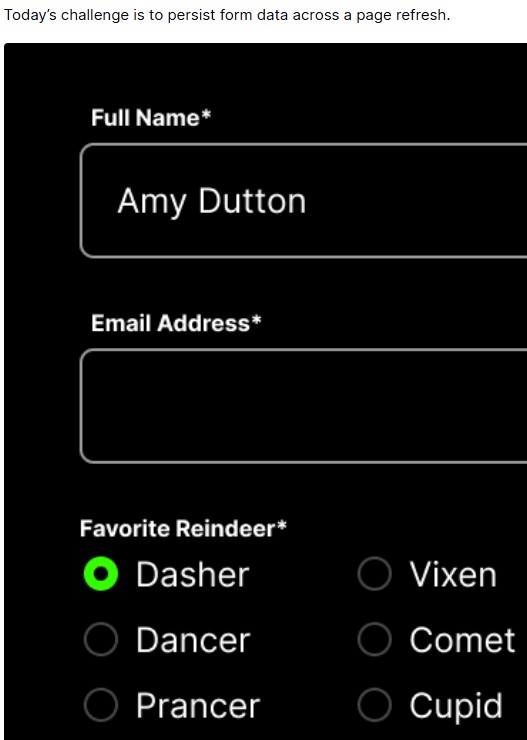 Today’s challenge is to persist form data across a page refresh.
Full Name*
Amy Dutton
Email Address*
Favorite Reindeer*
Dasher Vixen
Dancer Comet
Prancer Cupid